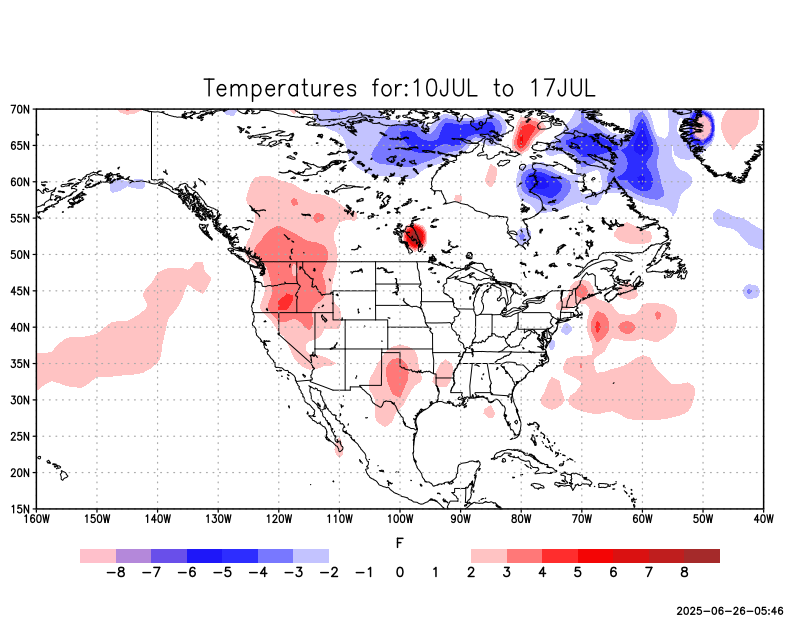 Temperatures for:10JUL to 17JUL
70N
65N
60N
55N
50N
45N
40N
35N
30N
25N
20N
15N
160W 150W 140W 130W 120W 110W 100W 90W 80W 70W 60W 50W 40W
F
-8 -7 -6 -5 -4 -3 -2 -1 0 1 2 3 4 5 6 7 8
2025-06-26-05:46